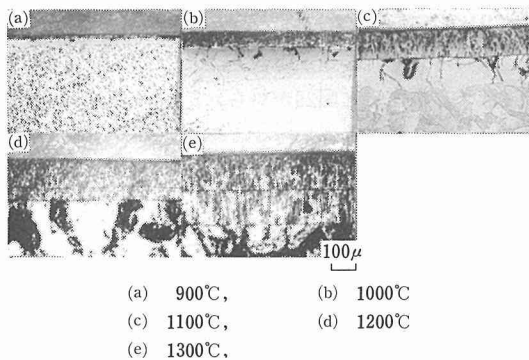 (a)
(b)
(c)
(d)
(e)
100μ
(a) 900℃,
(b) 1000℃
(c) 1100℃,
(d) 1200℃
(e) 1300℃,